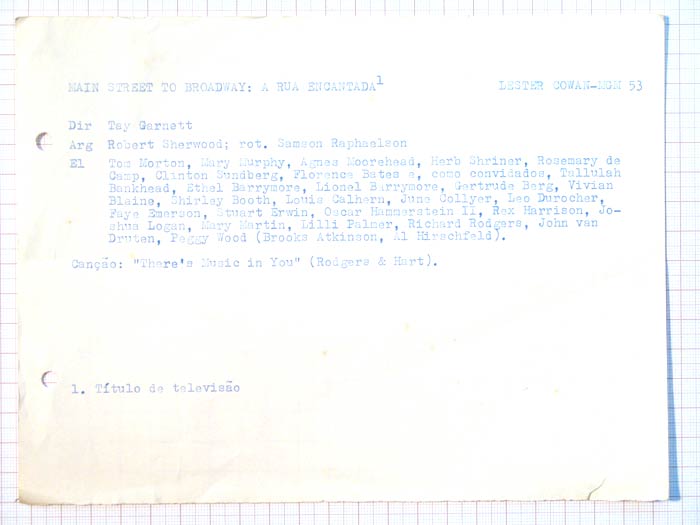 MAIN STREET TO BROADWAY: A RUA ENCANTADA1 LESTER COWAN-MGM 53
Dir Tay Garnett
Arg Robert Sherwood; rot. Samson Raphaelson
El Tom Morton, Mary Murphy, Agnes Moorehead, Herb Shriner, Rosemary de
Camp, Clinton Sundberg, Florence Bates e, como convidados, Tallulah
Bankhead, Ethel Barrymore, Lionel Barrymore, Gertrude Berg, Vivian
Blaine, Shirley Booth, Louis Calhern, June Collyer, Leo Durocher,
Faye Emerson, Stuart Erwin, Oscar Hammerstein II, Rex Harrison, Jo-
shua Logan, Mary Martin, Lilli Palmer, Richard Rodgers, John van
Druten, Peggy Wood (Brooks Atkinson, Al Hirschfeld).
Canção: "There's Music in You" (Rodgers & Hart).
1. Título de televisão